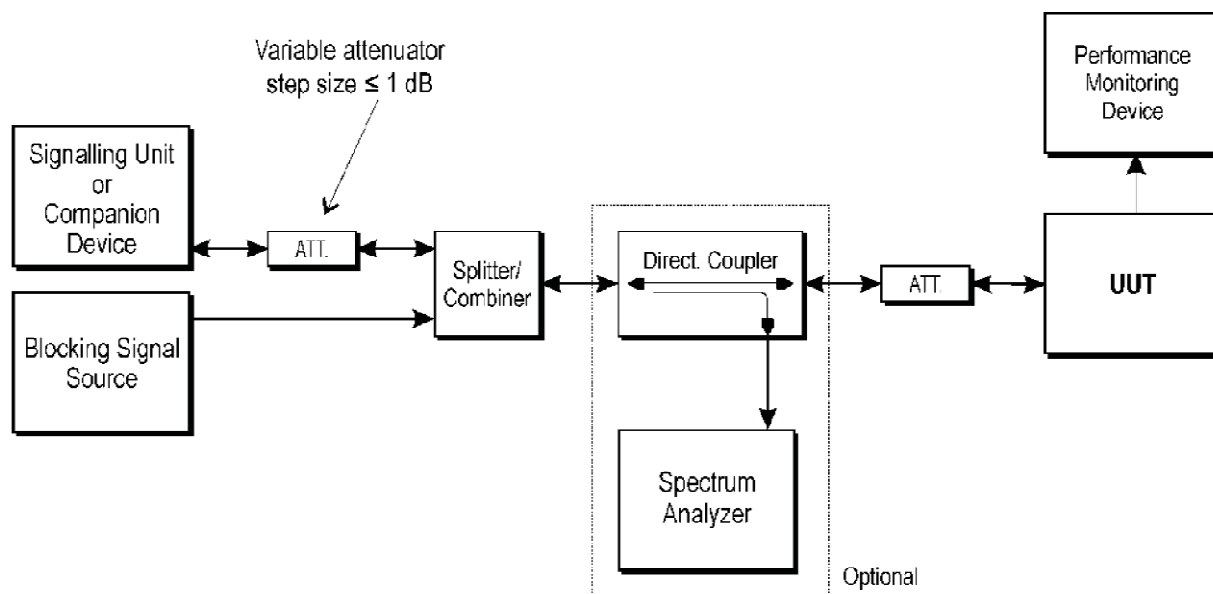 Variable attenuator
step size ≤ 1 dB
Performance
Monitoring
Device
Signalling Unit
or
Companion
Device
ATT.
Splitter/
Combiner
Direct. Coupler
ATT.
UUT
Blocking Signal
Source
Spectrum
Analyzer
Optional